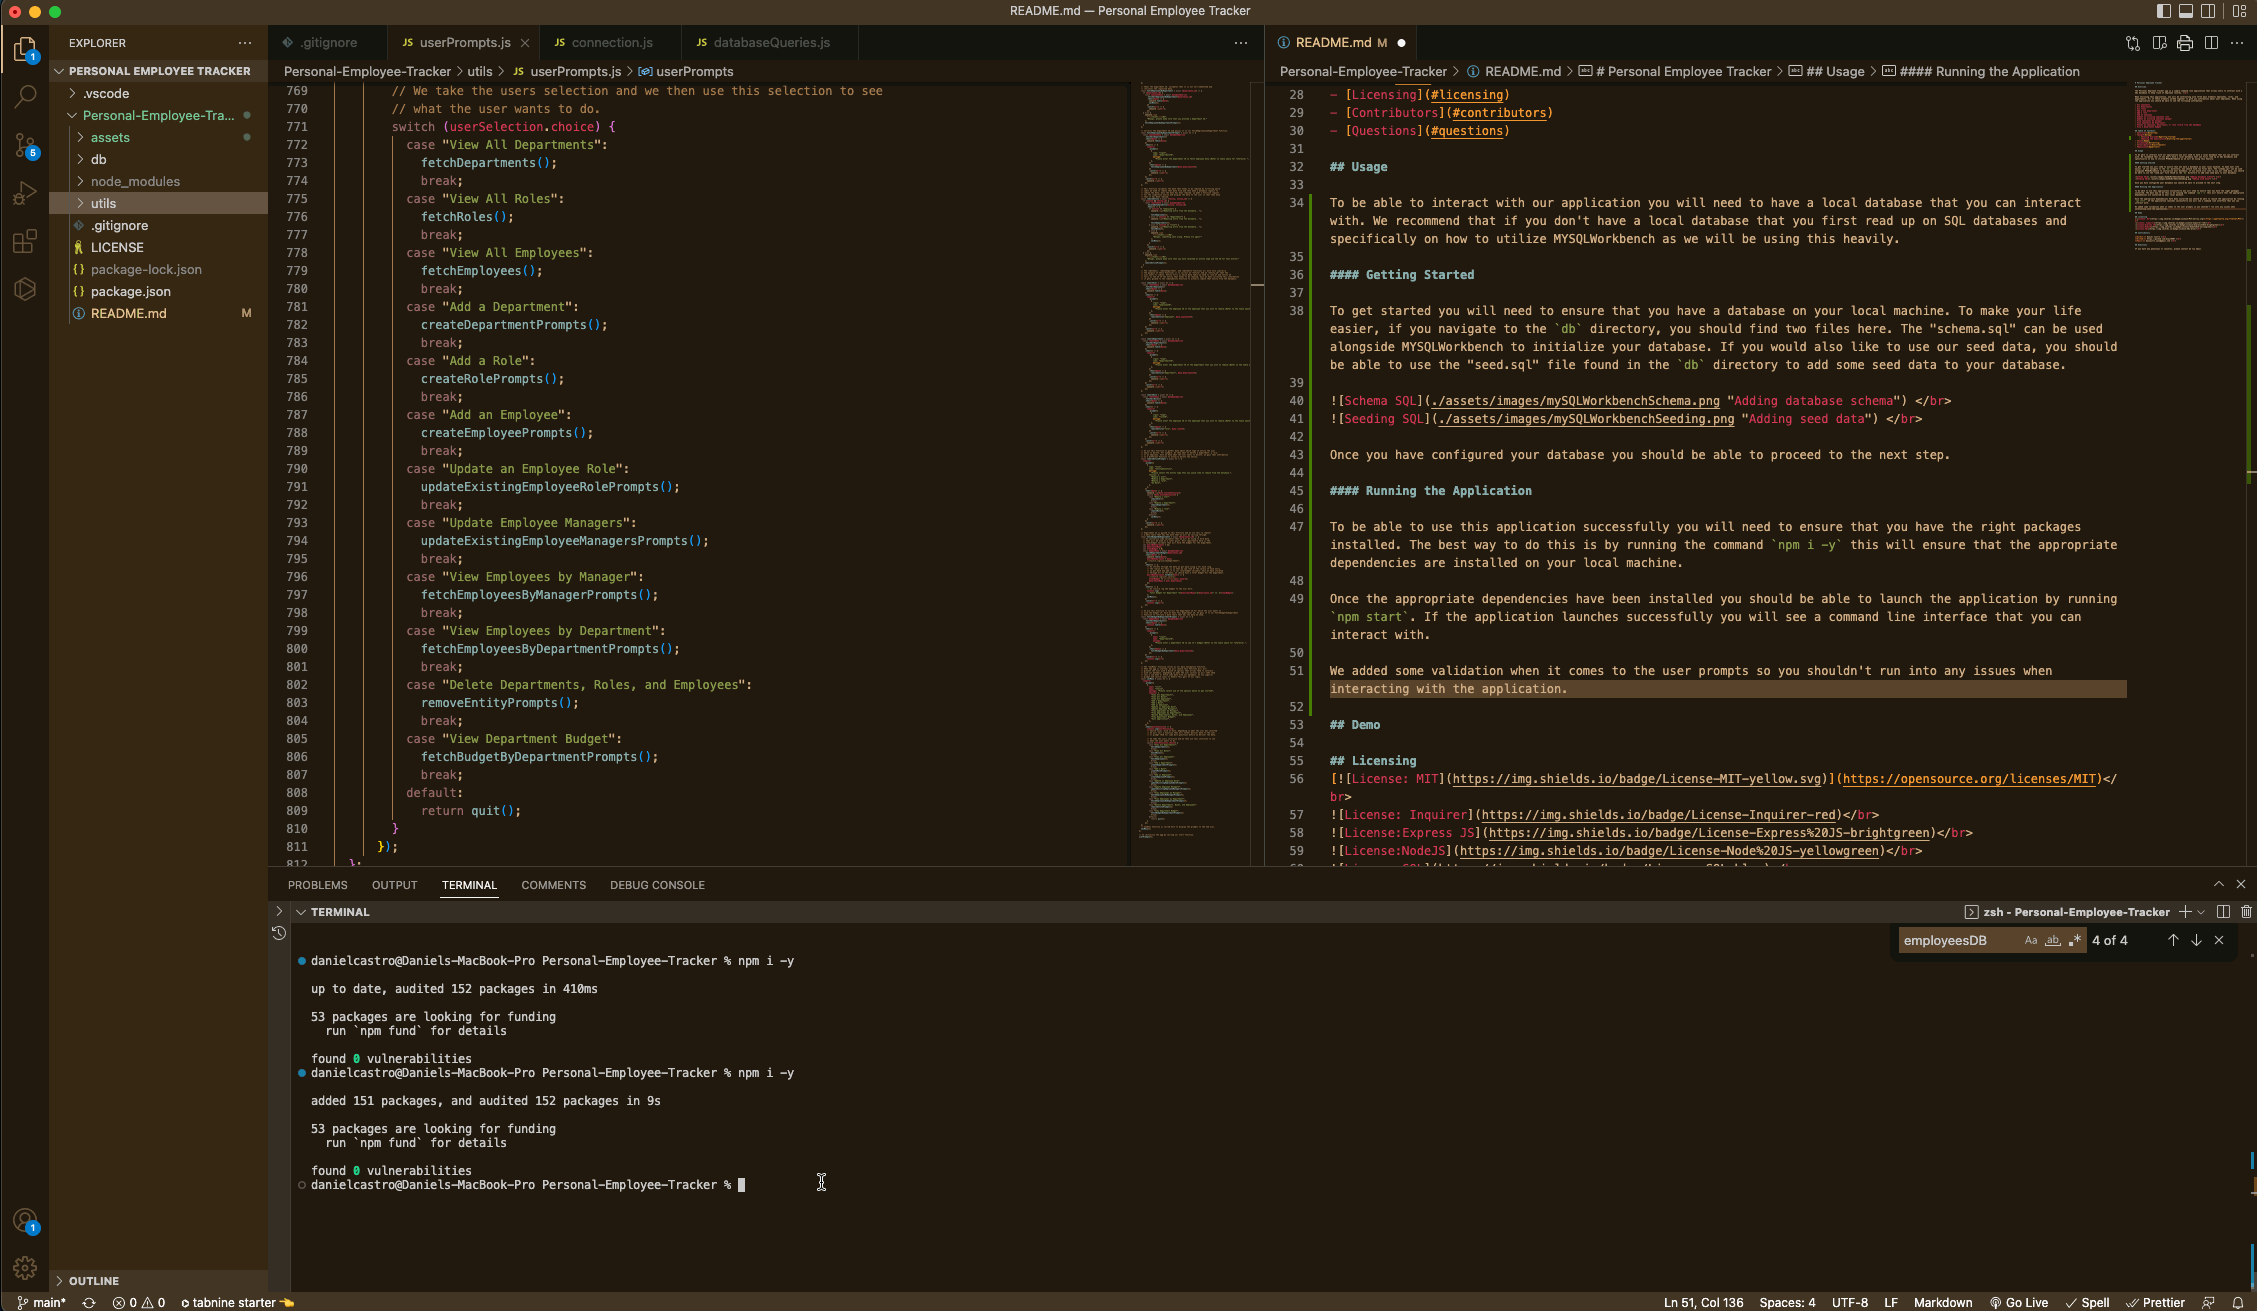 README.md — Personal Employee Tracker
EXPLORER
PERSONAL EMPLOYEE TRACKER
.vscode
Personal-Employee-Tra...
assets
db
node_modules
utils
.gitignore
LICENSE
{} package-lock.json
{} package.json
README.md M
OUTLINE
1
5
1
.gitignore
JS userPrompts.js
JS connection.js
JS databaseQueries.js
Personal-Employee-Tracker > utils > JS userPrompts.js > userPrompts
769 // We take the users selection and we then use this selection to see
770 // what the user wants to do.
771 switch (userSelection.choice) {
772 case "View All Departments":
773 fetchDepartments();
774 break;
775 case "View All Roles":
776 fetchRoles();
777 break;
778 case "View All Employees":
779 fetchEmployees();
780 break;
781 case "Add a Department":
782 createDepartmentPrompts();
783 break;
784 case "Add a Role":
785 createRolePrompts();
786 break;
787 case "Add an Employee":
788 createEmployeePrompts();
789 break;
790 case "Update an Employee Role":
791 updateExistingEmployeeRolePrompts();
792 break;
793 case "Update Employee Managers":
794 updateExistingEmployeeManagersPrompts();
795 break;
796 case "View Employees by Manager":
797 fetchEmployeesByManagerPrompts();
798 break;
799 case "View Employees by Department":
800 fetchEmployeesByDepartmentPrompts();
801 break;
802 case "Delete Departments, Roles, and Employees":
803 removeEntityPrompts();
804 break;
805 case "View Department Budget":
806 fetchBudgetByDepartmentPrompts();
807 break;
808 default:
809 return quit();
810 }
811 });
812 };
README.md M
Personal-Employee-Tracker > README.md > # Personal Employee Tracker > ## Usage > #### Running the Application
28 - [Licensing](#licensing)
29 - [Contributors](#contributors)
30 - [Questions](#questions)
31
32 ## Usage
33
34 To be able to interact with our application you will need to have a local database that you can interact
with. We recommend that if you don't have a local database that you first read up on SQL databases and
specifically on how to utilize MYSQLWorkbench as we will be using this heavily.
35
36 #### Getting Started
37
38 To get started you will need to ensure that you have a database on your local machine. To make your life
easier, if you navigate to the `db` directory, you should find two files here. The "schema.sql" can be used
alongside MYSQLWorkbench to initialize your database. If you would also like to use our seed data, you should
be able to use the "seed.sql" file found in the `db` directory to add some seed data to your database.
39
40 ![Schema SQL](./assets/images/mySQLWorkbenchSchema.png "Adding database schema") </br>
41 ![Seeding SQL](./assets/images/mySQLWorkbenchSeeding.png "Adding seed data") </br>
42
43 Once you have configured your database you should be able to proceed to the next step.
44
45 #### Running the Application
46
47 To be able to use this application successfully you will need to ensure that you have the right packages
installed. The best way to do this is by running the command `npm i -y` this will ensure that the appropriate
dependencies are installed on your local machine.
48
49 Once the appropriate dependencies have been installed you should be able to launch the application by running
`npm start`. If the application launches successfully you will see a command line interface that you can
interact with.
50
51 We added some validation when it comes to the user prompts so you shouldn't run into any issues when
interacting with the application.
52
53 ## Demo
54
55 ## Licensing
56 [![License: MIT](https://img.shields.io/badge/License-MIT-yellow.svg)](https://opensource.org/licenses/MIT)</
br>
57 ![License: Inquirer](https://img.shields.io/badge/License-Inquirer-red)</br>
58 ![License:Express JS](https://img.shields.io/badge/License-Express%20JS-brightgreen)</br>
59 ![License:NodeJS](https://img.shields.io/badge/License-Node%20JS-yellowgreen)</br>
PROBLEMS OUTPUT TERMINAL COMMENTS DEBUG CONSOLE
TERMINAL
zsh - Personal-Employee-Tracker
employeesDB Aa ab .* 4 of 4
danielcastro@Daniels-MacBook-Pro Personal-Employee-Tracker % npm i -y
up to date, audited 152 packages in 410ms
53 packages are looking for funding
run `npm fund` for details
found 0 vulnerabilities
danielcastro@Daniels-MacBook-Pro Personal-Employee-Tracker % npm i -y
added 151 packages, and audited 152 packages in 9s
53 packages are looking for funding
run `npm fund` for details
found 0 vulnerabilities
danielcastro@Daniels-MacBook-Pro Personal-Employee-Tracker %
main* 0 0 tabnine starter
Ln 51, Col 136 Spaces: 4 UTF-8 LF Markdown Go Live Spell Prettier